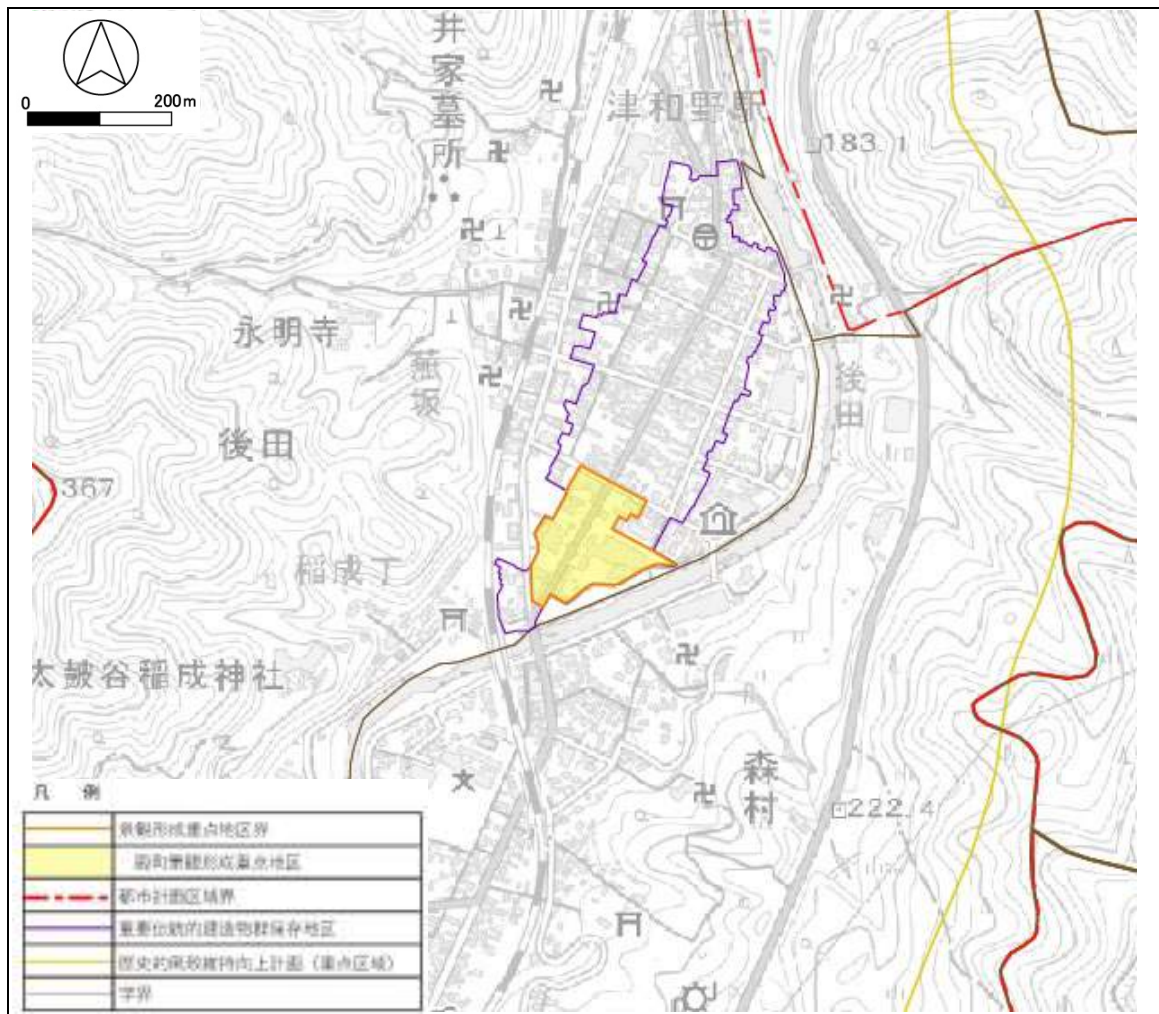 0 200m
井家墓所
津和野駅
183.1
永明寺
蕪坂
後田
後田
367
稲成丁
太皷谷稲成神社
森村
222.4
凡 例
景観形成重点地区界
殿町景観形成重点地区
都市計画区域界
重要伝統的建造物群保存地区
歴史的風致維持向上計画（重点区域）
字界